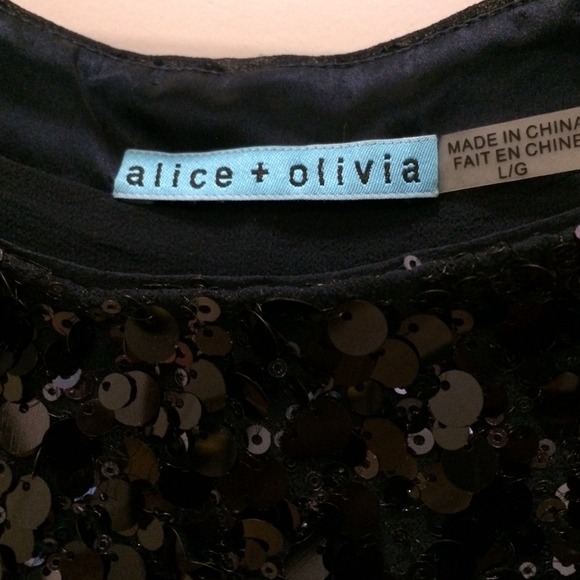 alice + olivia
MADE IN CHINA
FAIT EN CHINE
L/G